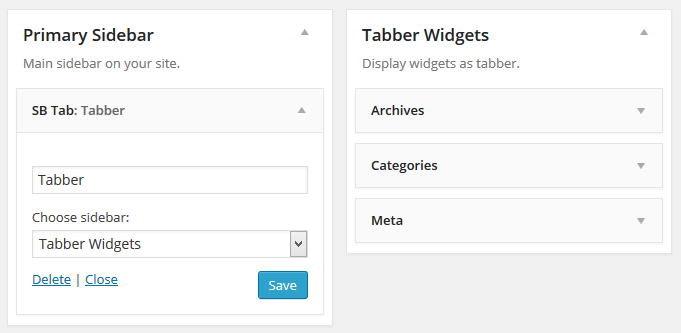 Primary Sidebar
Main sidebar on your site.
SB Tab: Tabber
Tabber
Choose sidebar:
Tabber Widgets
Delete | Close
Save
Tabber Widgets
Display widgets as tabber.
Archives
Categories
Meta